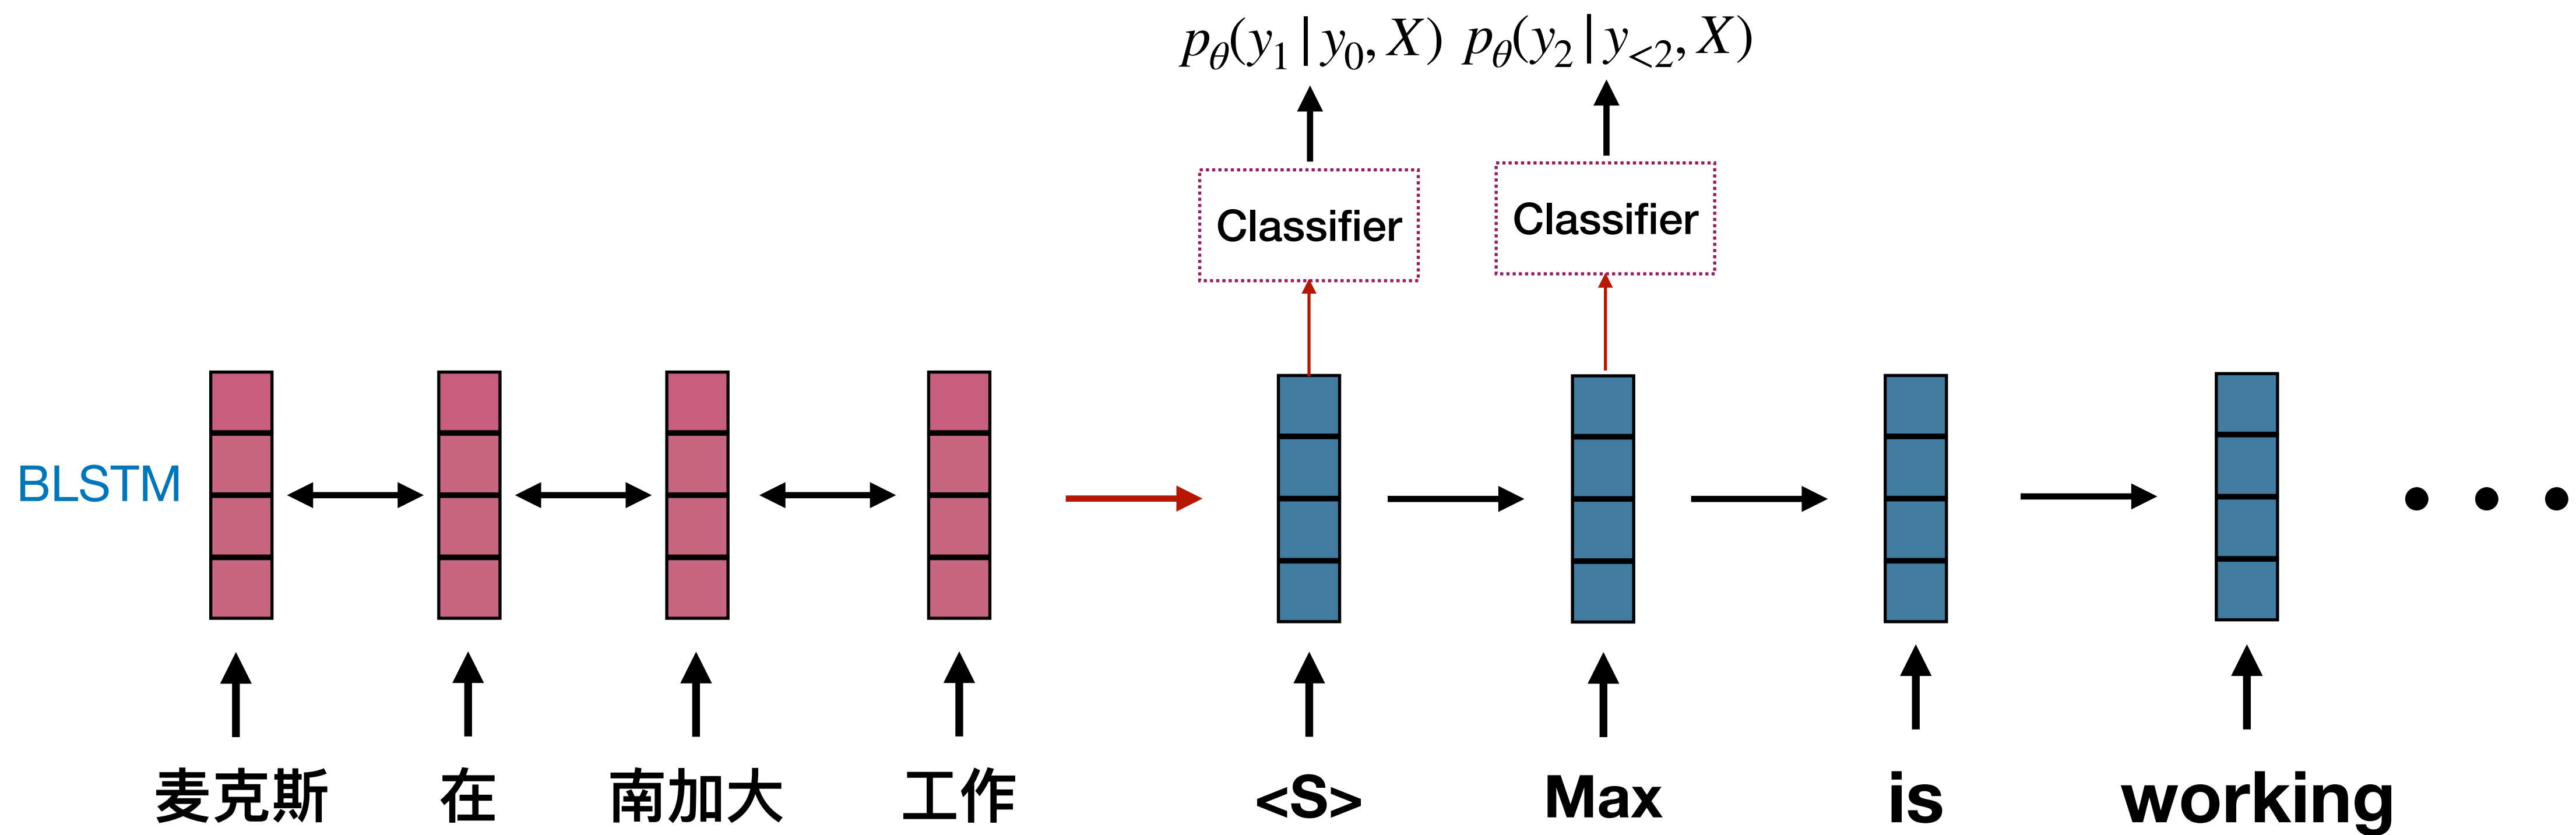 pθ(y1 | y0, X) pθ(y2 | y<2, X)
Classifier Classifier
BLSTM
麦克斯 在 南加大 工作 <S> Max is working